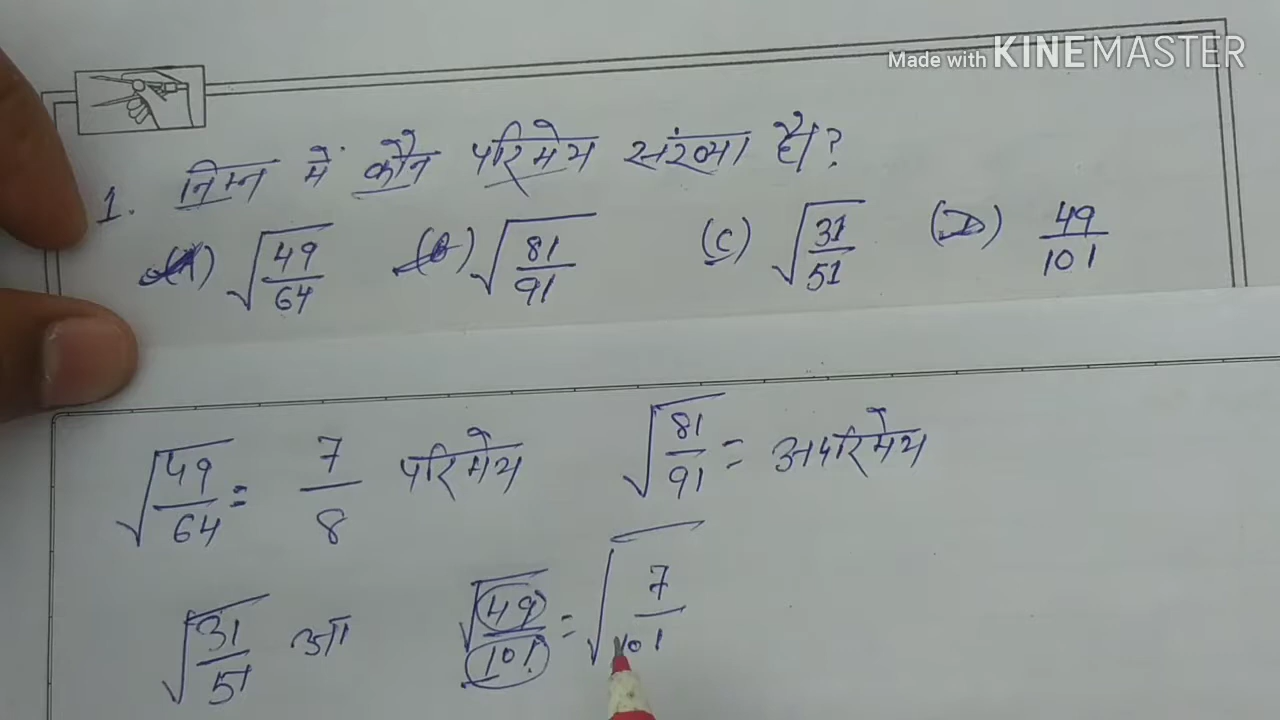 Made with KINEMASTER
1. निम्न में कौन परिमेय संख्या है?
(A) √49/64 (B) √81/91 (C) √31/51 (D) 49/101
√49/64 = 7/8 परिमेय √81/91 = अपरिमेय
√31/51 अ √49/101 = √7/101